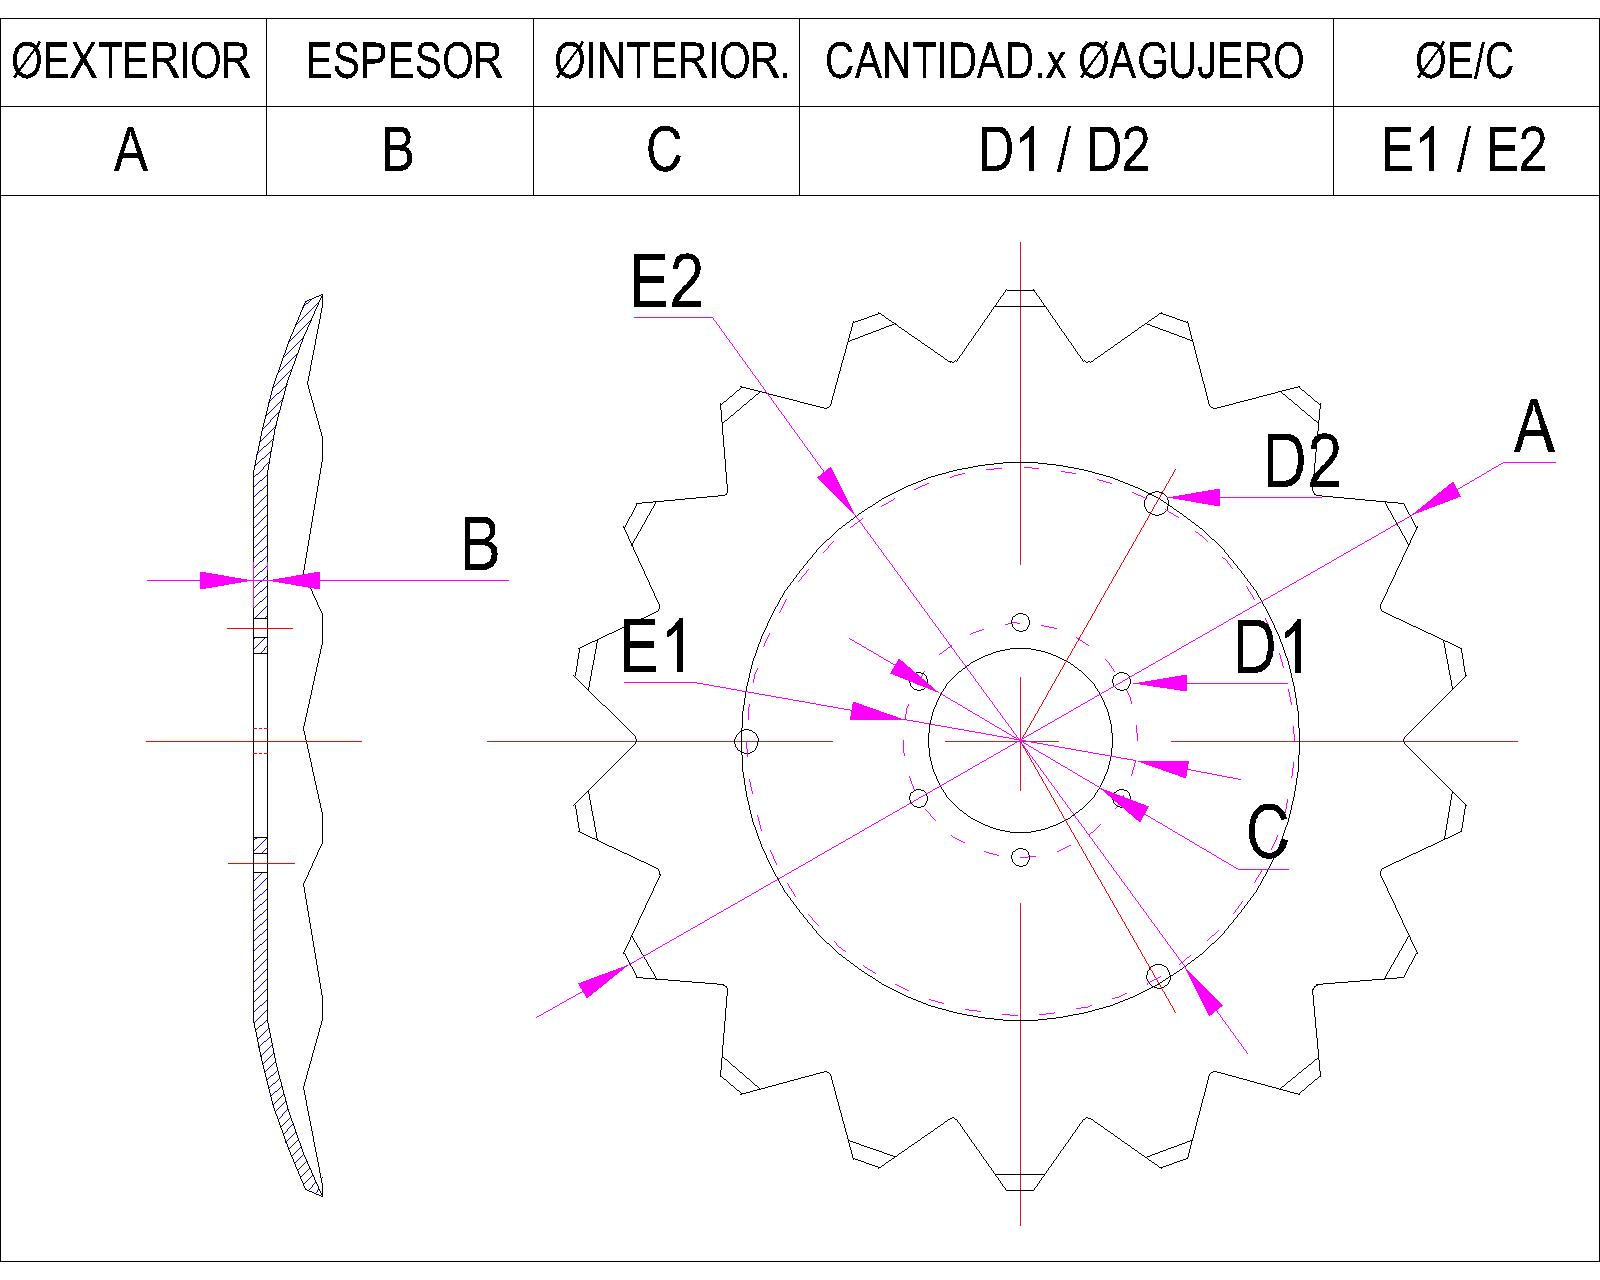 ØEXTERIOR ESPESOR ØINTERIOR. CANTIDAD.x ØAGUJERO ØE/C
A B C D1 / D2 E1 / E2
E2
A
D2
B
E1
D1
C